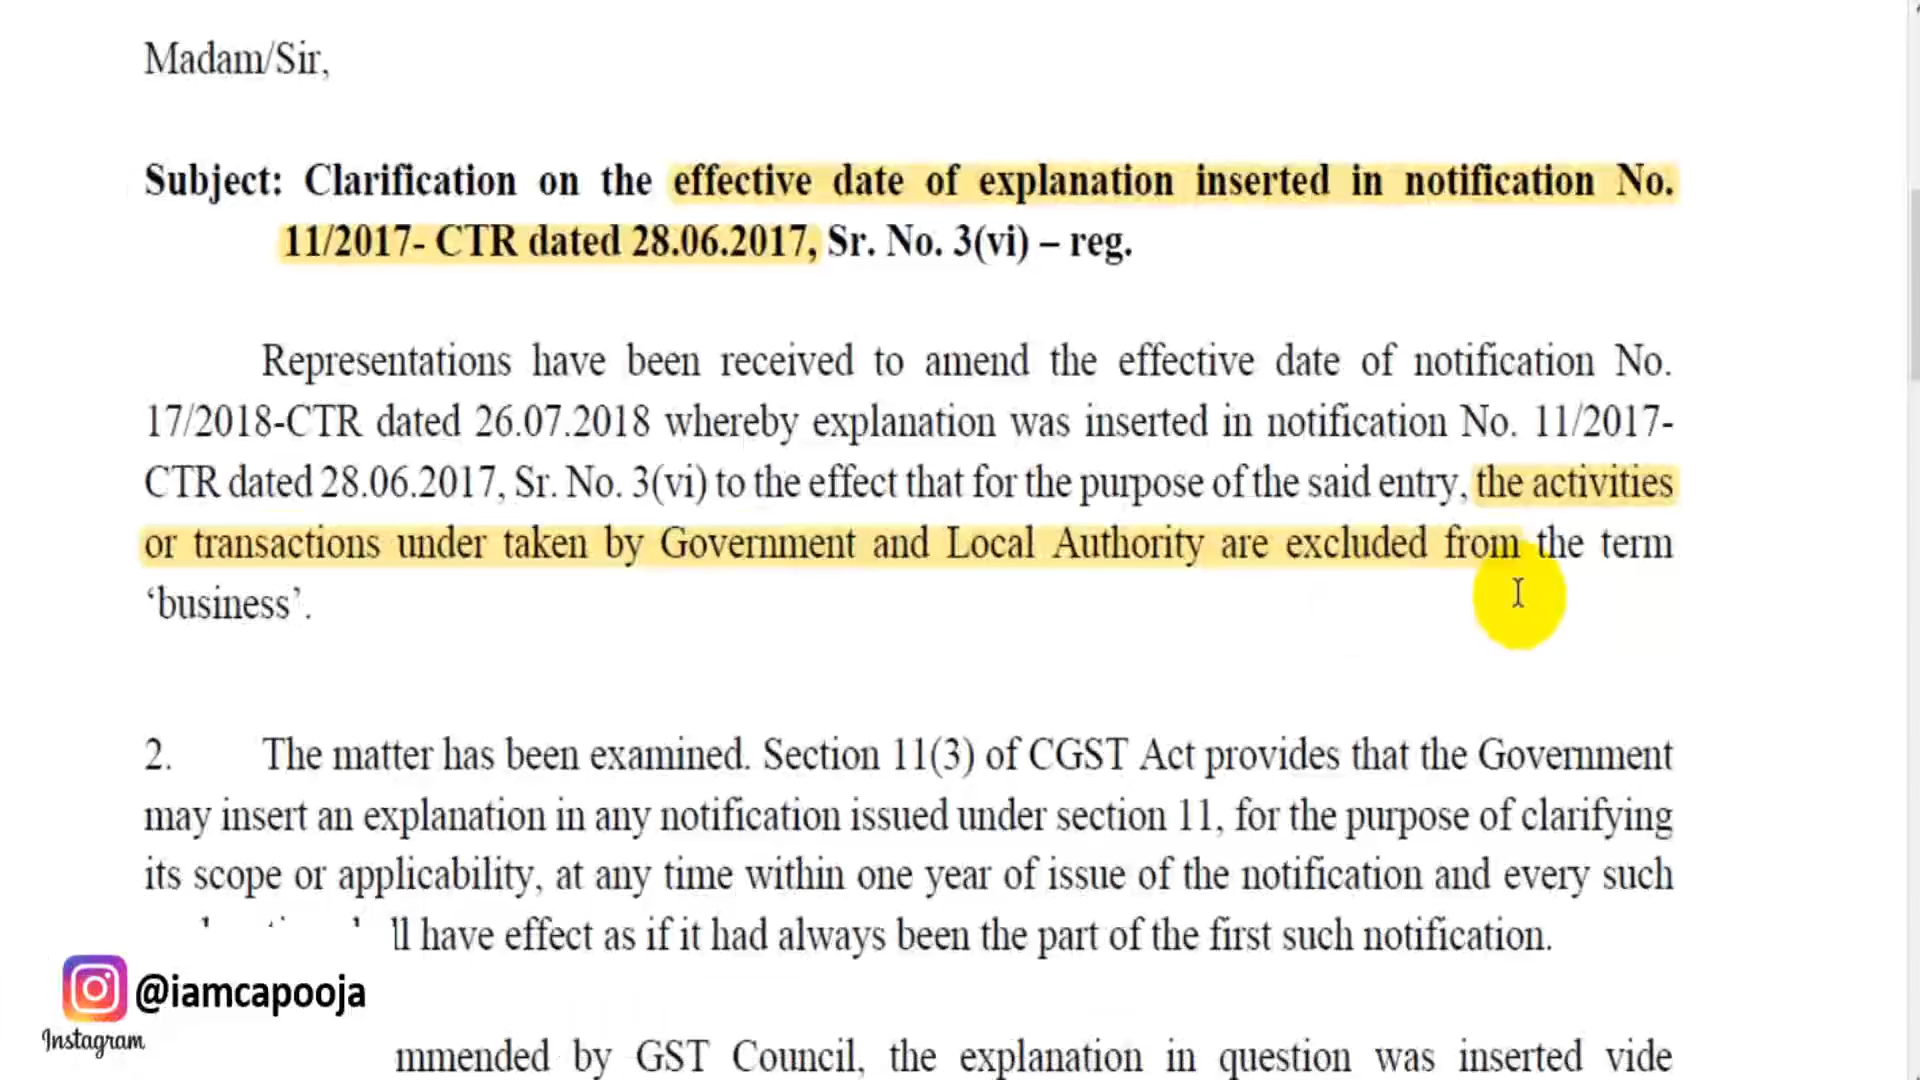 Madam/Sir,
Subject: Clarification on the effective date of explanation inserted in notification No.
11/2017- CTR dated 28.06.2017, Sr. No. 3(vi) – reg.
Representations have been received to amend the effective date of notification No.
17/2018-CTR dated 26.07.2018 whereby explanation was inserted in notification No. 11/2017-
CTR dated 28.06.2017, Sr. No. 3(vi) to the effect that for the purpose of the said entry, the activities
or transactions under taken by Government and Local Authority are excluded from the term
‘business’.
2. The matter has been examined. Section 11(3) of CGST Act provides that the Government
may insert an explanation in any notification issued under section 11, for the purpose of clarifying
its scope or applicability, at any time within one year of issue of the notification and every such
ll have effect as if it had always been the part of the first such notification.
@iamcapooja
Instagram
mmended by GST Council, the explanation in question was inserted vide